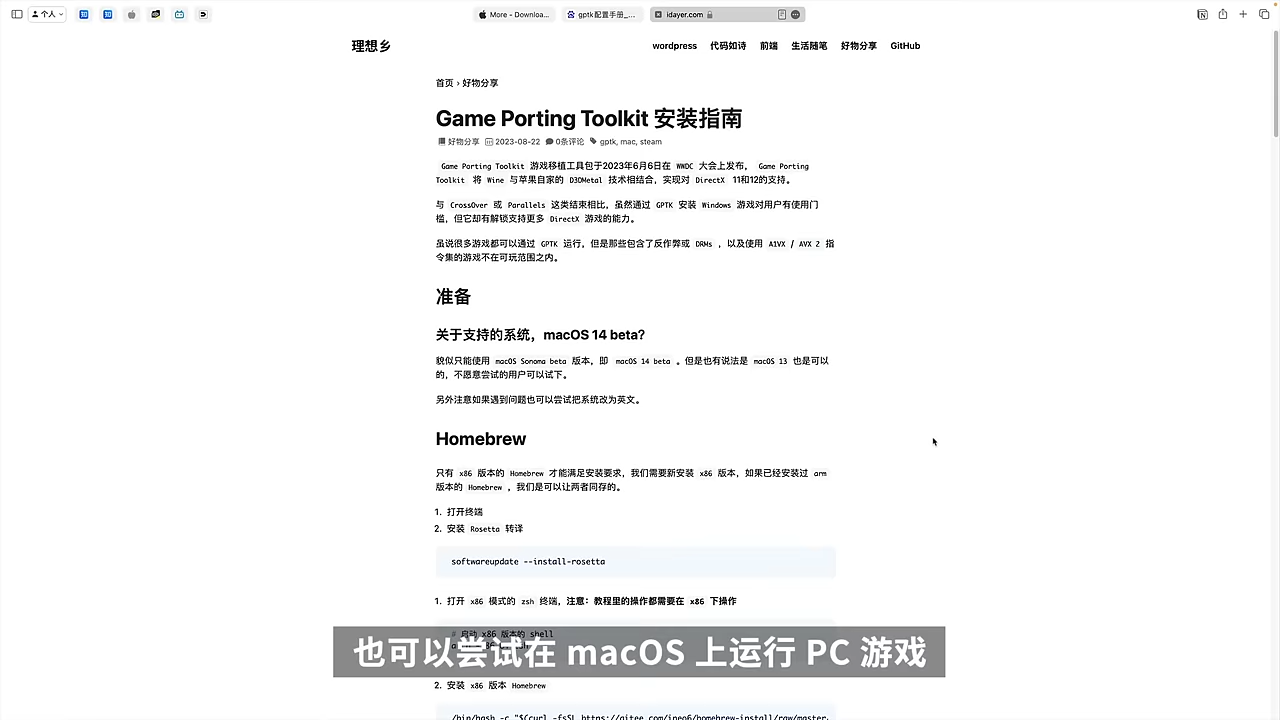 个人
More - Downloa...
gptk配置手册_...
idayer.com
理想乡
wordpress 代码如诗 前端 生活随笔 好物分享 GitHub
首页 › 好物分享
Game Porting Toolkit 安装指南
好物分享 2023-08-22 0条评论 gptk, mac, steam
Game Porting Toolkit 游戏移植工具包于2023年6月6日在 WWDC 大会上发布， Game Porting
Toolkit 将 Wine 与苹果自家的 D3DMetal 技术相结合，实现对 DirectX 11和12的支持。
与 CrossOver 或 Parallels 这类结束相比，虽然通过 GPTK 安装 Windows 游戏对用户有使用门
槛，但它却有解锁支持更多 DirectX 游戏的能力。
虽说很多游戏都可以通过 GPTK 运行，但是那些包含了反作弊或 DRMs ，以及使用 A1VX / AVX 2 指
令集的游戏不在可玩范围之内。
准备
关于支持的系统，macOS 14 beta?
貌似只能使用 macOS Sonoma beta 版本，即 macOS 14 beta 。但是也有说法是 macOS 13 也是可以
的，不愿意尝试的用户可以试下。
另外注意如果遇到问题也可以尝试把系统改为英文。
Homebrew
只有 x86 版本的 Homebrew 才能满足安装要求，我们需要新安装 x86 版本，如果已经安装过 arm
版本的 Homebrew ，我们是可以让两者同存的。
1. 打开终端
2. 安装 Rosetta 转译
softwareupdate --install-rosetta
1. 打开 x86 模式的 zsh 终端，注意：教程里的操作都需要在 x86 下操作
# 启动 x86 版本的 shell
也可以尝试在 macOS 上运行 PC 游戏
2. 安装 x86 版本 Homebrew
/bin/bash -c "$(curl -fsSL https://gitee.com/ineo6/homebrew-install/raw/master.